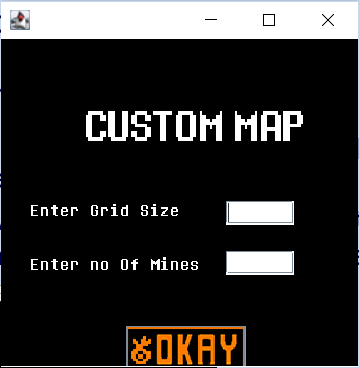 CUSTOM MAP
Enter Grid Size
Enter no Of Mines
OKAY